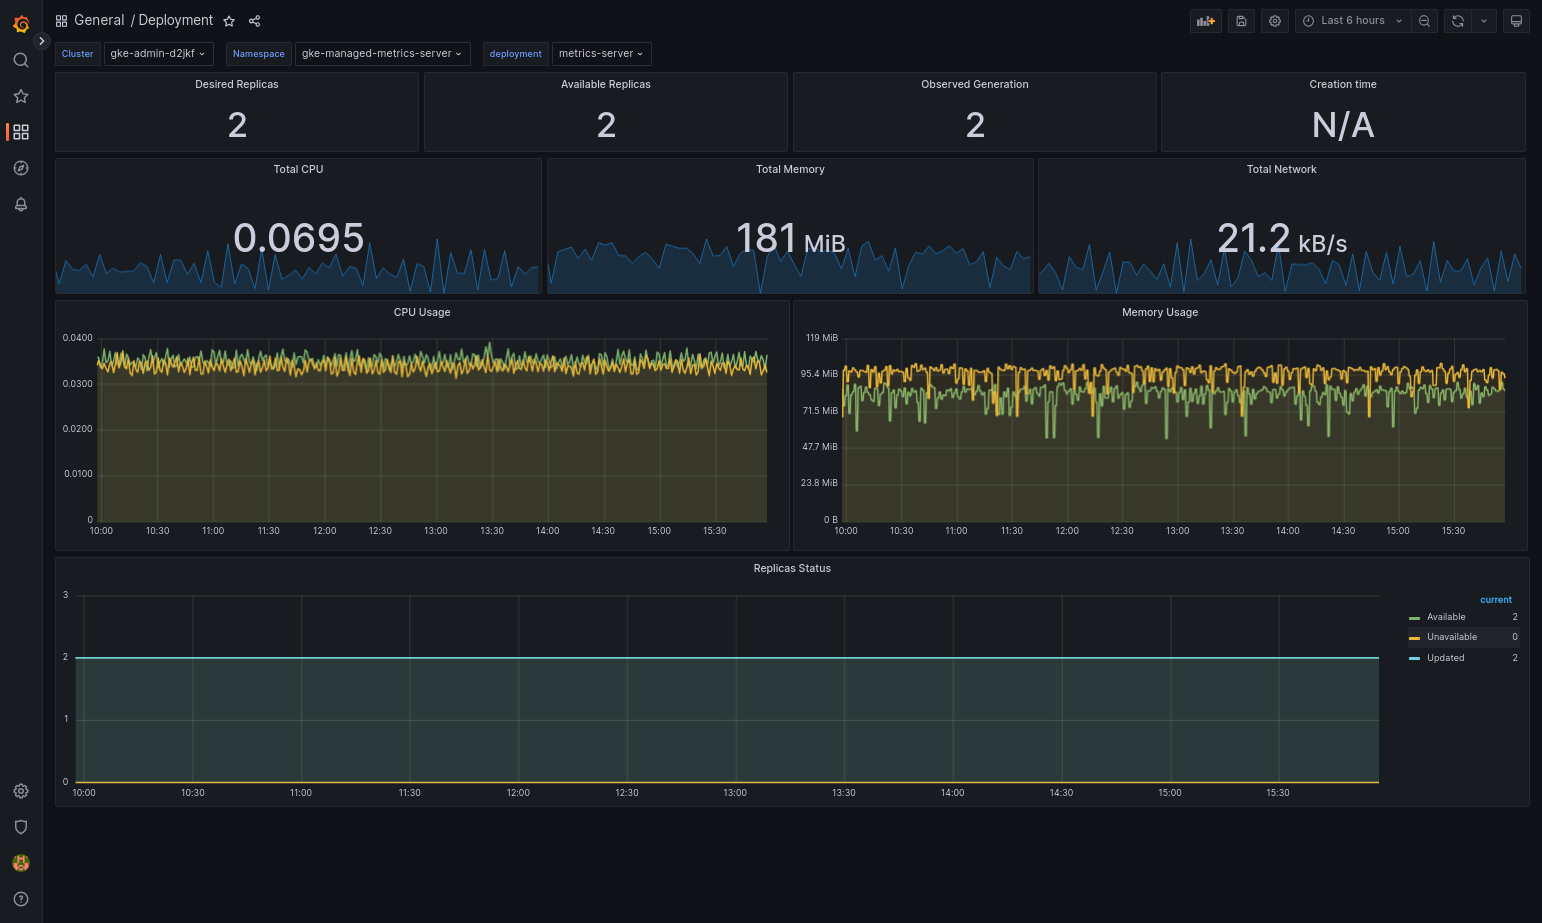 General / Deployment
Last 6 hours
Cluster gke-admin-d2jkf Namespace gke-managed-metrics-server deployment metrics-server
Desired Replicas
2
Available Replicas
2
Observed Generation
2
Creation time
N/A
Total CPU
0.0695
Total Memory
181 MiB
Total Network
21.2 kB/s
CPU Usage
0.0400
0.0300
0.0200
0.0100
0
10:00 10:30 11:00 11:30 12:00 12:30 13:00 13:30 14:00 14:30 15:00 15:30
Memory Usage
119 MiB
95.4 MiB
71.5 MiB
47.7 MiB
23.8 MiB
0 B
10:00 10:30 11:00 11:30 12:00 12:30 13:00 13:30 14:00 14:30 15:00 15:30
Replicas Status
3
2
1
0
10:00 10:30 11:00 11:30 12:00 12:30 13:00 13:30 14:00 14:30 15:00 15:30
current
Available 2
Unavailable 0
Updated 2